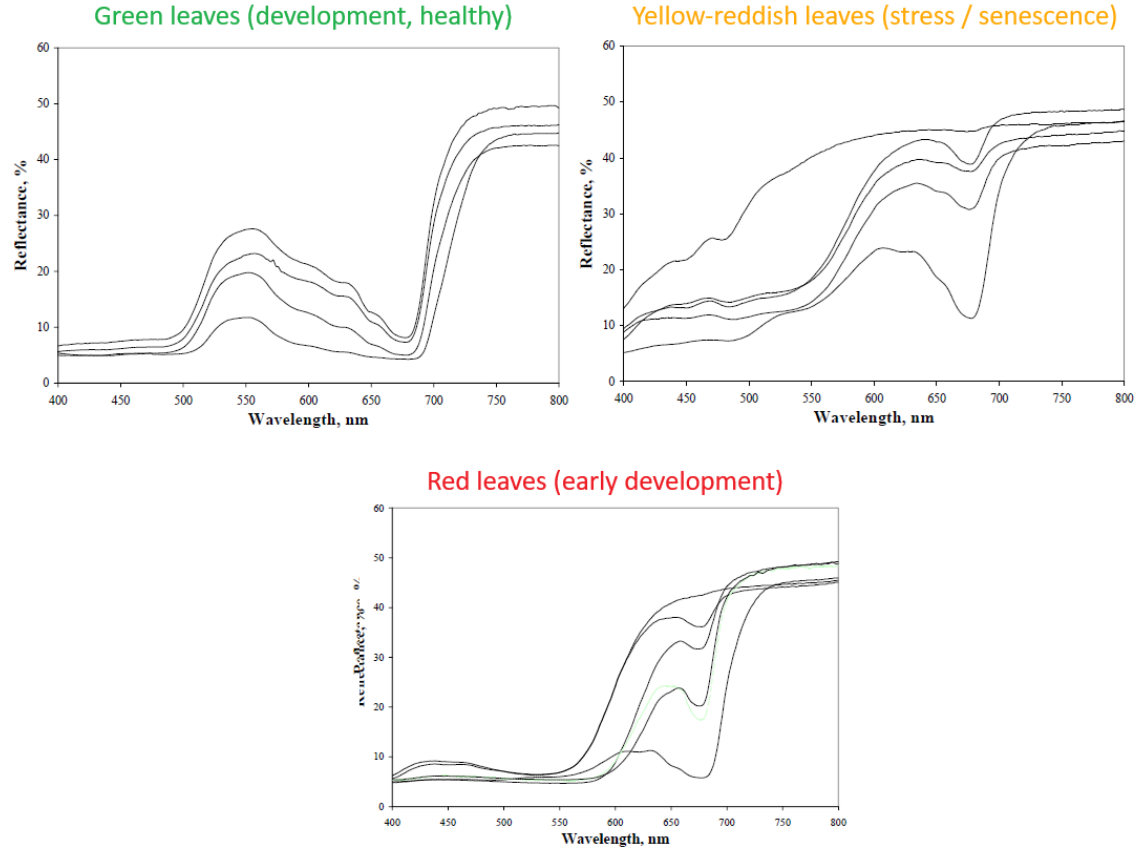 Green leaves (development, healthy)
60
50
40
30
20
10
0
Reflectance, %
400 450 500 550 600 650 700 750 800
Wavelength, nm
Yellow-reddish leaves (stress / senescence)
60
50
40
30
20
10
0
Reflectance, %
400 450 500 550 600 650 700 750 800
Wavelength, nm
Red leaves (early development)
60
50
40
30
20
10
0
400 450 500 550 600 650 700 750 800
Wavelength, nm